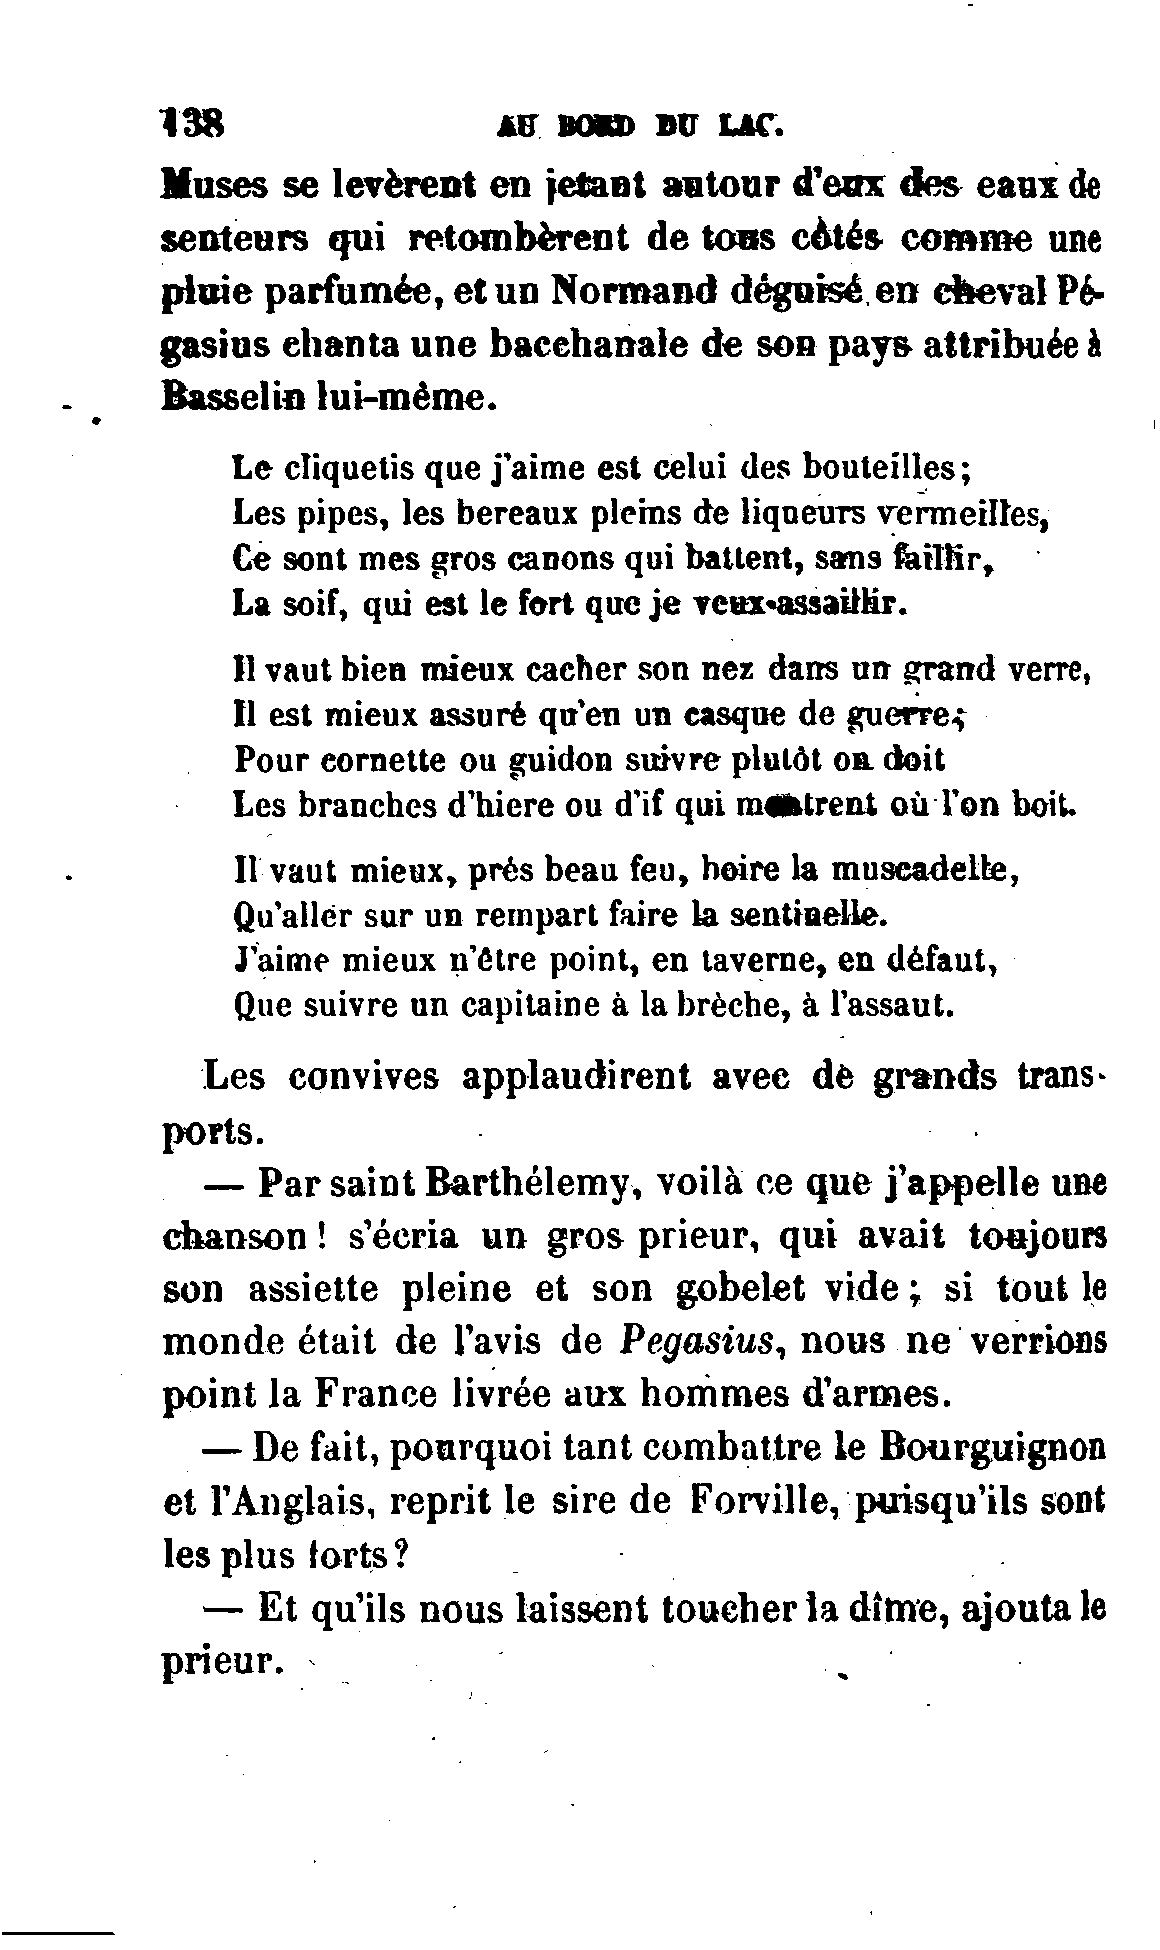 138 AU BORD DU LAC.
Muses se levèrent en jetant autour d'eux des eaux de
senteurs qui retombèrent de tous côtés comme une
pluie parfumée, et un Normand déguisé en cheval Pé-
gasius chanta une bacchanale de son pays attribuée à
Basselin lui-même.
Le cliquetis que j'aime est celui des bouteilles;
Les pipes, les bereaux pleins de liqueurs vermeilles,
Ce sont mes gros canons qui battent, sans faillir,
La soif, qui est le fort que je veux assaillir.
Il vaut bien mieux cacher son nez dans un grand verre,
Il est mieux assuré qu'en un casque de guerre;
Pour cornette ou guidon suivre plutôt on doit
Les branches d'hiere ou d'if qui montrent où l'on boit.
Il vaut mieux, près beau feu, boire la muscadelle,
Qu'aller sur un rempart faire la sentinelle.
J'aime mieux n'être point, en taverne, en défaut,
Que suivre un capitaine à la brèche, à l'assaut.
Les convives applaudirent avec de grands trans-
ports.
— Par saint Barthélemy, voilà ce que j'appelle une
chanson ! s'écria un gros prieur, qui avait toujours
son assiette pleine et son gobelet vide ; si tout le
monde était de l'avis de Pegasius, nous ne verrions
point la France livrée aux hommes d'armes.
— De fait, pourquoi tant combattre le Bourguignon
et l'Anglais, reprit le sire de Forville, puisqu'ils sont
les plus forts ?
— Et qu'ils nous laissent toucher la dîme, ajouta le
prieur.